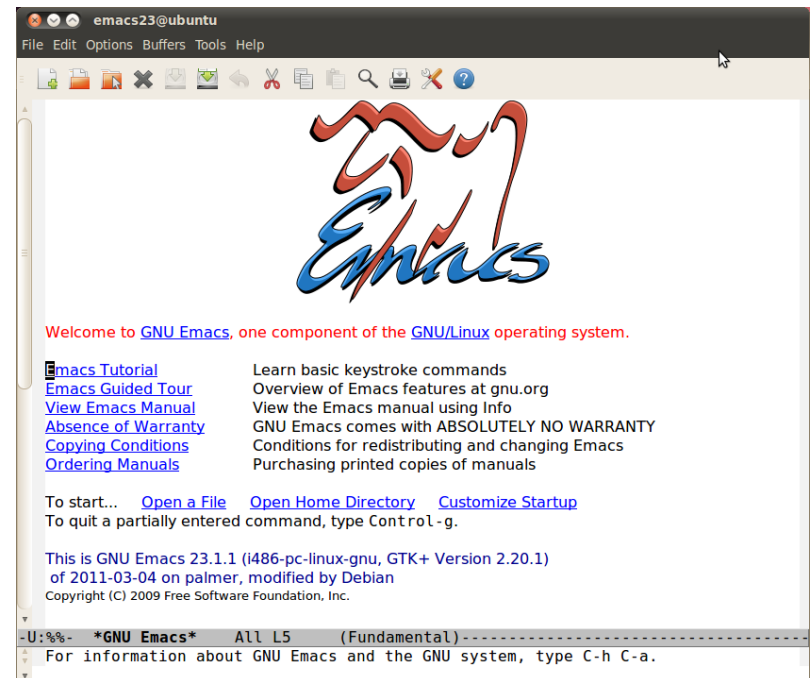 emacs23@ubuntu
File Edit Options Buffers Tools Help
Emacs
Welcome to GNU Emacs, one component of the GNU/Linux operating system.
Emacs Tutorial Learn basic keystroke commands
Emacs Guided Tour Overview of Emacs features at gnu.org
View Emacs Manual View the Emacs manual using Info
Absence of Warranty GNU Emacs comes with ABSOLUTELY NO WARRANTY
Copying Conditions Conditions for redistributing and changing Emacs
Ordering Manuals Purchasing printed copies of manuals
To start... Open a File Open Home Directory Customize Startup
To quit a partially entered command, type Control-g.
This is GNU Emacs 23.1.1 (i486-pc-linux-gnu, GTK+ Version 2.20.1)
of 2011-03-04 on palmer, modified by Debian
Copyright (C) 2009 Free Software Foundation, Inc.
-U:%%- *GNU Emacs* All L5 (Fundamental)-------------------------------------
For information about GNU Emacs and the GNU system, type C-h C-a.